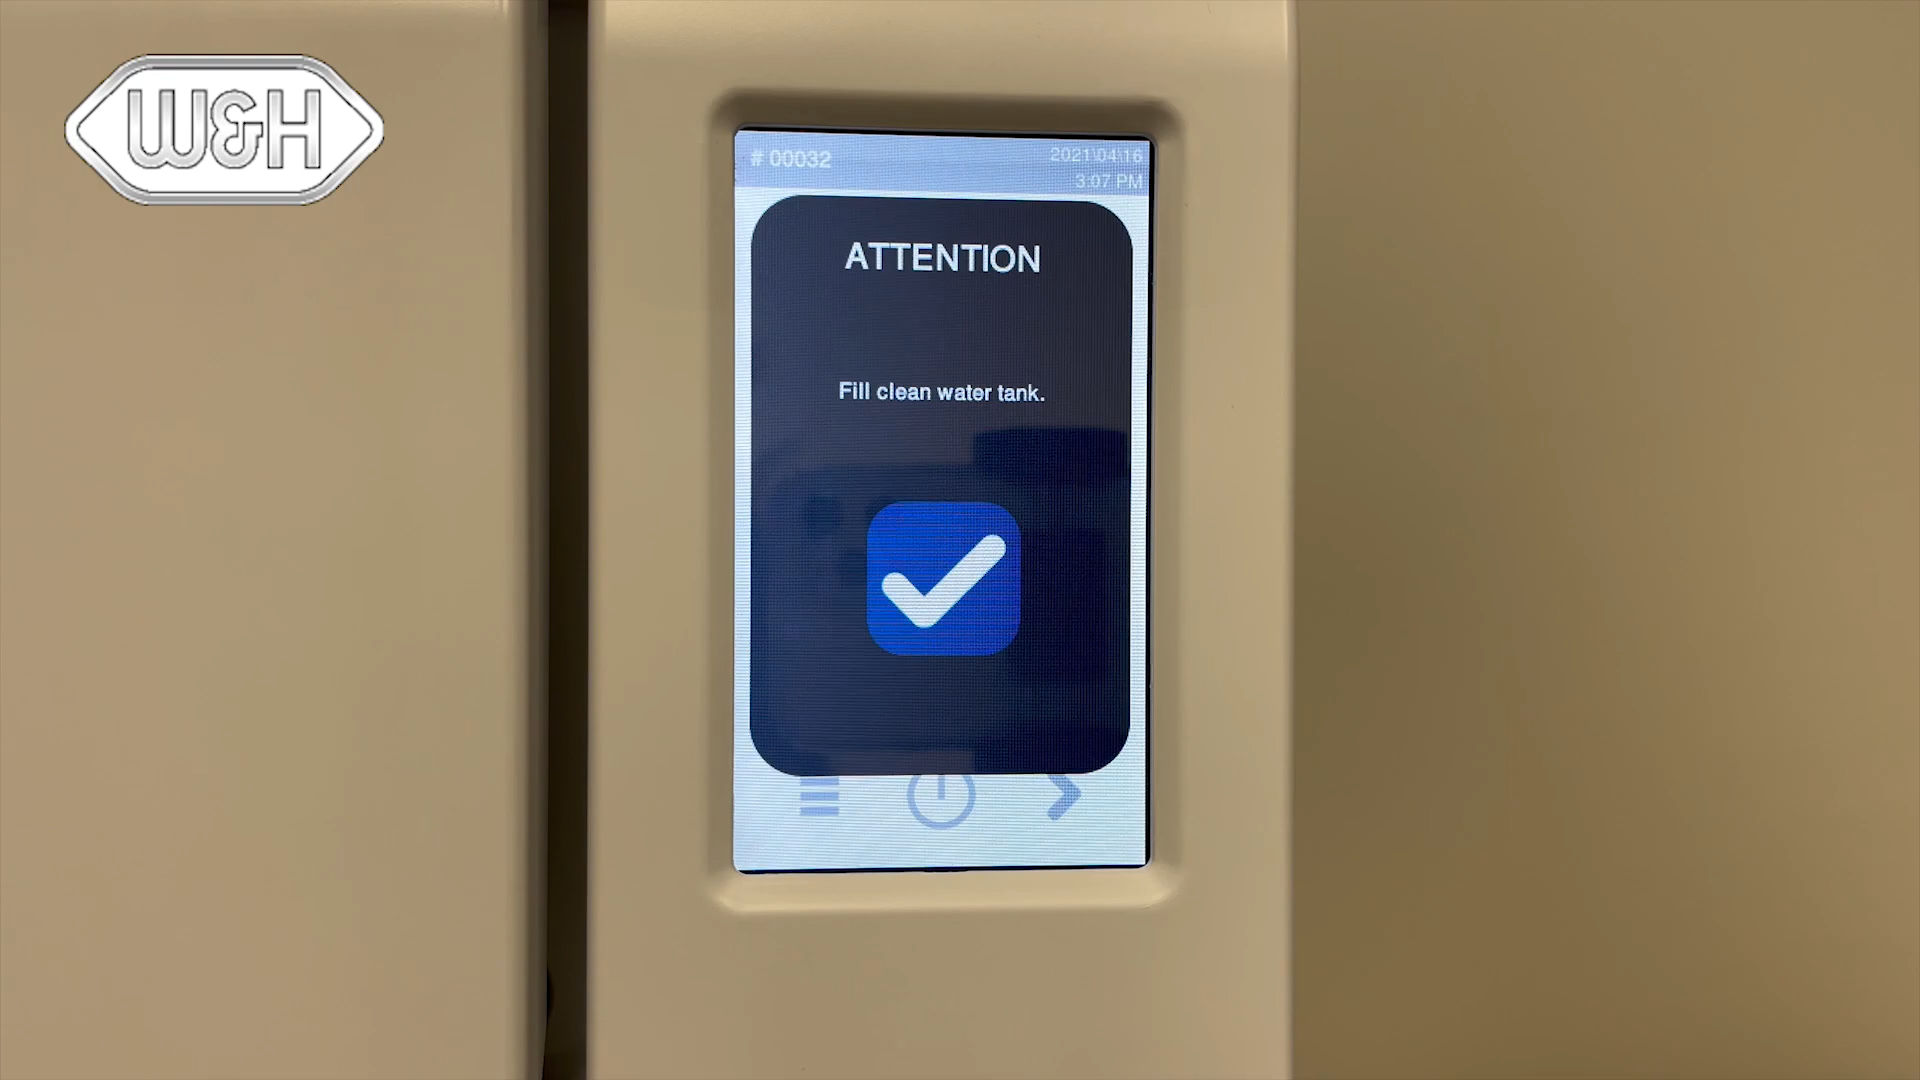 W&H
# 00032
2021\04\16
3:07 PM
ATTENTION
Fill clean water tank.